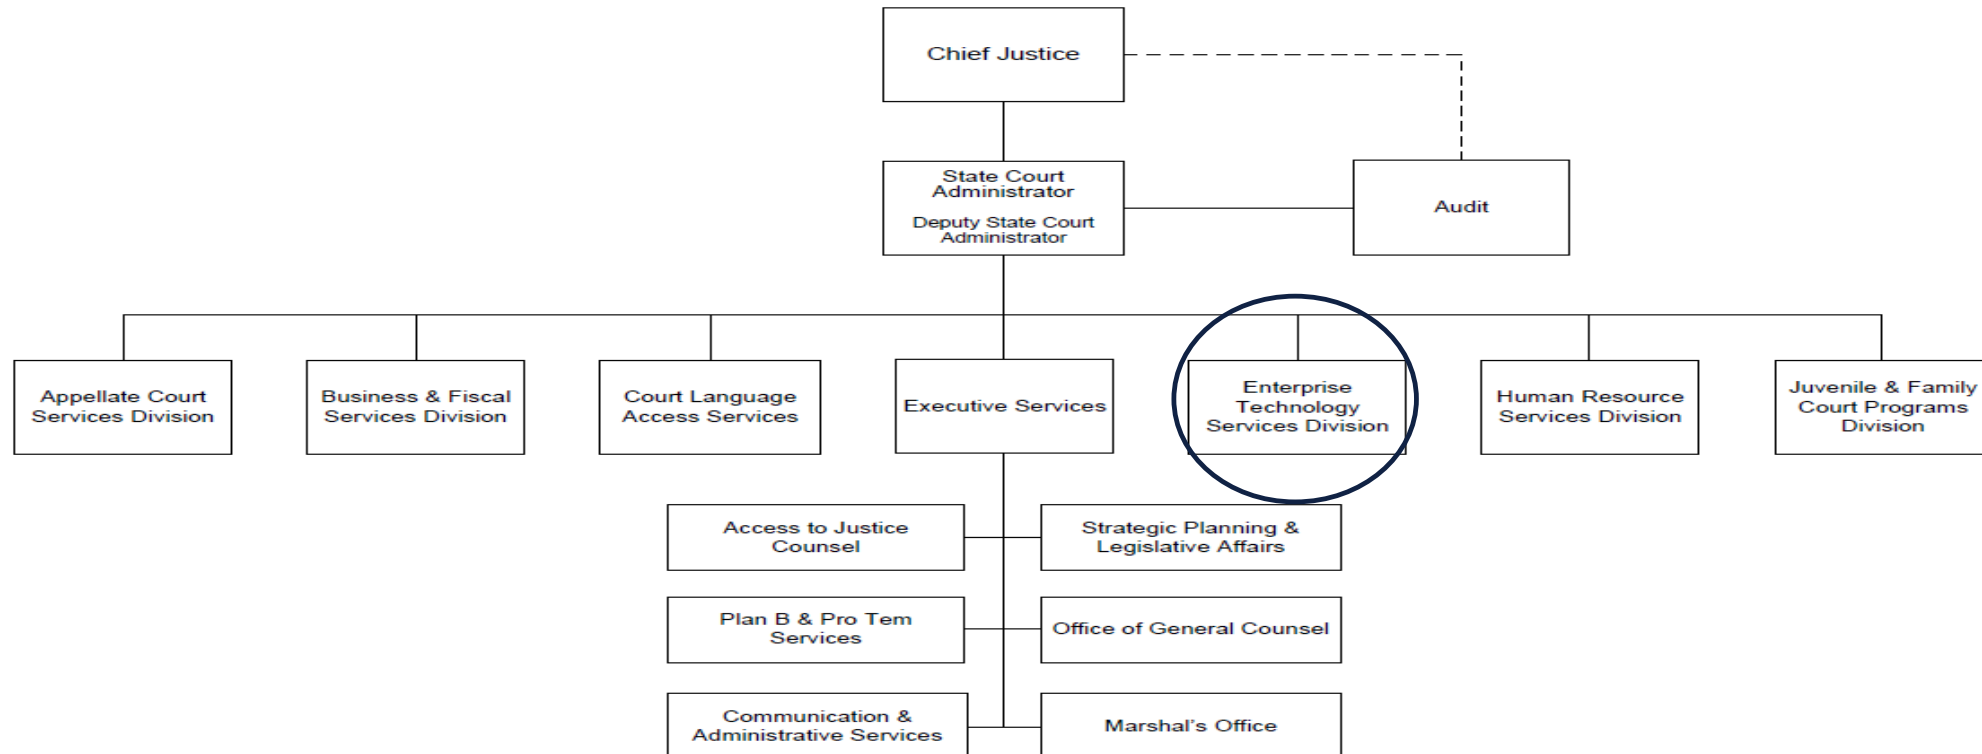 Chief Justice
State Court
Administrator
Deputy State Court
Administrator
Audit
Appellate Court
Services Division
Business & Fiscal
Services Division
Court Language
Access Services
Executive Services
Enterprise
Technology
Services Division
Human Resource
Services Division
Juvenile & Family
Court Programs
Division
Access to Justice
Counsel
Strategic Planning &
Legislative Affairs
Plan B & Pro Tem
Services
Office of General Counsel
Communication &
Administrative Services
Marshal's Office